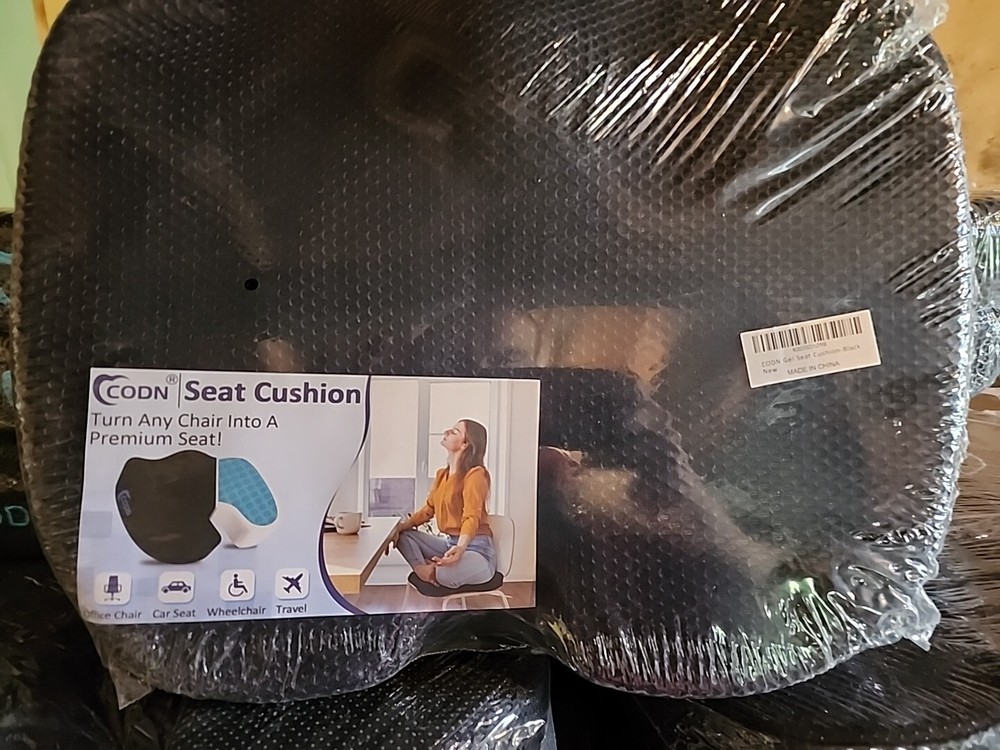 CODN® Seat Cushion
Turn Any Chair Into A
Premium Seat!
Office Chair Car Seat Wheelchair Travel
CODN Gel Seat Cushion-Black
New MADE IN CHINA